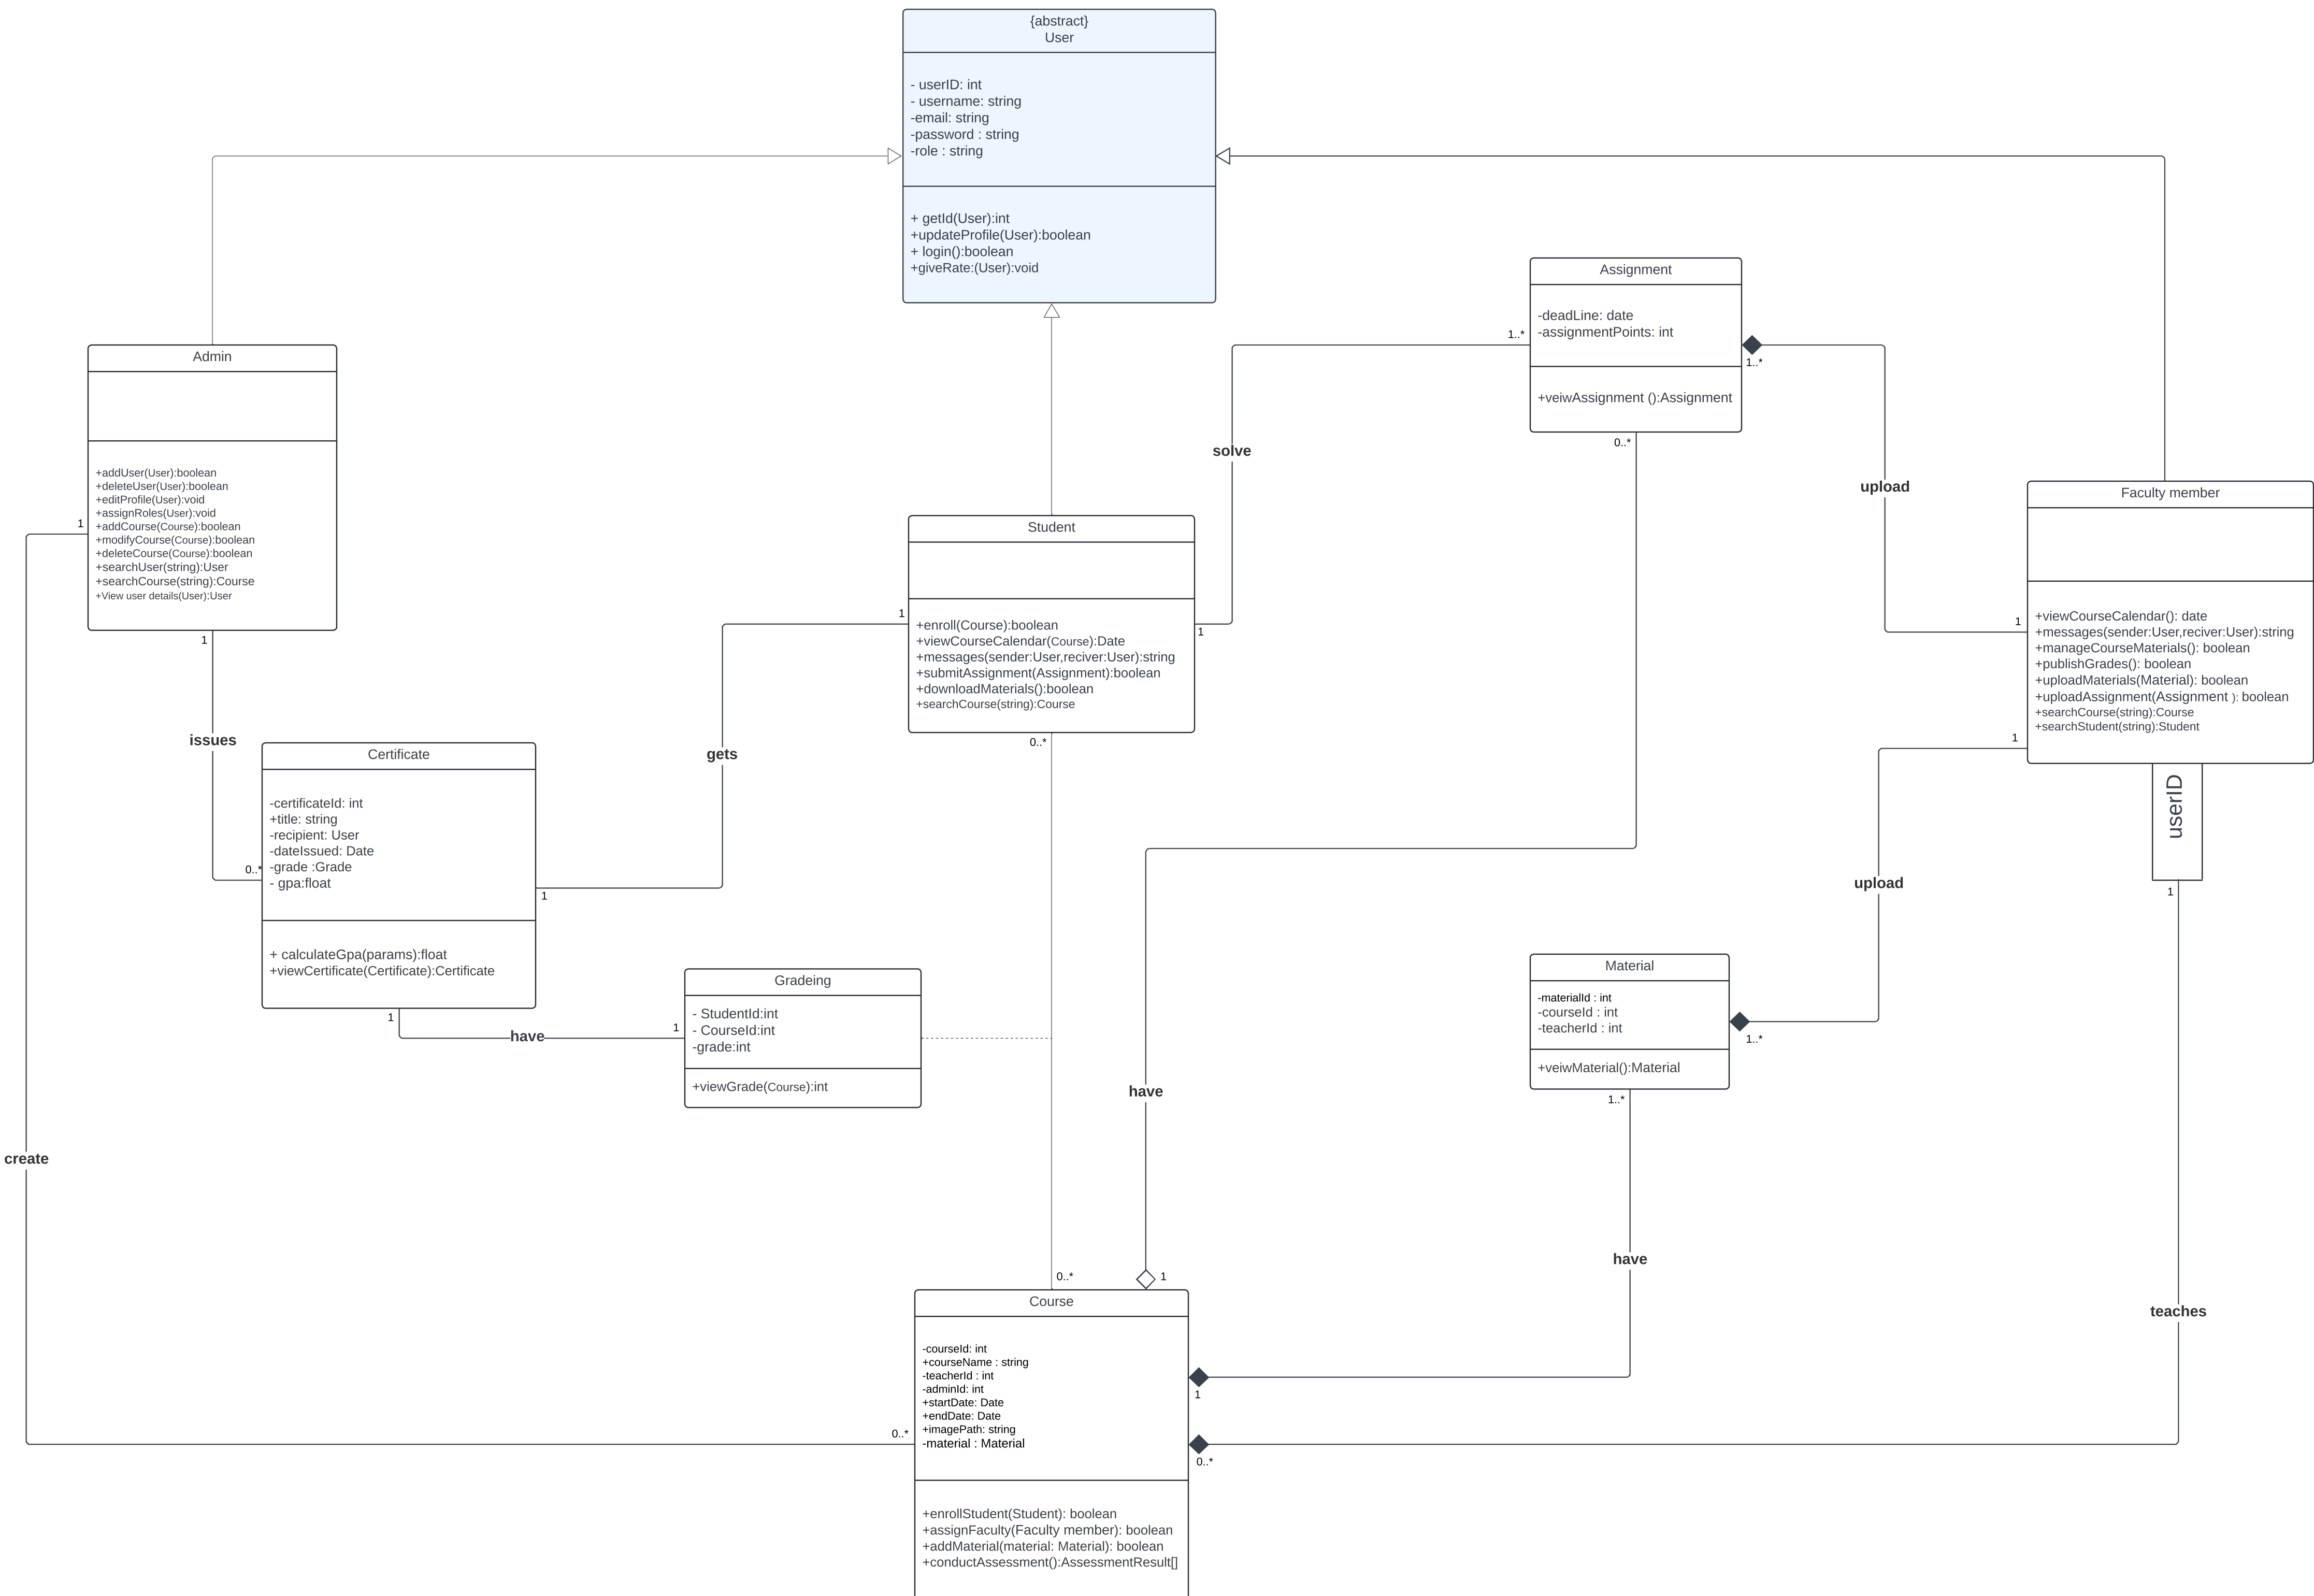 {abstract}
User
- userID: int
- username: string
-email: string
-password : string
-role : string
+ getId(User):int
+updateProfile(User):boolean
+ login():boolean
+giveRate:(User):void
Assignment
-deadLine: date
-assignmentPoints: int
+veiwAssignment ():Assignment
1..*
1..*
0..*
solve
upload
Admin
+addUser(User):boolean
+deleteUser(User):boolean
+editProfile(User):void
+assignRoles(User):void
+addCourse(Course):boolean
+modifyCourse(Course):boolean
+deleteCourse(Course):boolean
+searchUser(string):User
+searchCourse(string):Course
+View user details(User):User
1
1
Student
+enroll(Course):boolean
+viewCourseCalendar(Course):Date
+messages(sender:User,reciver:User):string
+submitAssignment(Assignment):boolean
+downloadMaterials():boolean
+searchCourse(string):Course
1
1
0..*
Faculty member
+viewCourseCalendar(): date
+messages(sender:User,reciver:User):string
+manageCourseMaterials(): boolean
+publishGrades(): boolean
+uploadMaterials(Material): boolean
+uploadAssignment(Assignment ): boolean
+searchCourse(string):Course
+searchStudent(string):Student
1
1
userID
1
issues
gets
upload
Certificate
-certificateId: int
+title: string
-recipient: User
-dateIssued: Date
-grade :Grade
- gpa:float
+ calculateGpa(params):float
+viewCertificate(Certificate):Certificate
0..*
1
1
have
1
Gradeing
- StudentId:int
- CourseId:int
-grade:int
+viewGrade(Course):int
Material
-materialId : int
-courseId : int
-teacherId : int
+veiwMaterial():Material
1..*
1..*
have
create
have
teaches
0..*
1
Course
-courseId: int
+courseName : string
-teacherId : int
-adminId: int
+startDate: Date
+endDate: Date
+imagePath: string
-material : Material
+enrollStudent(Student): boolean
+assignFaculty(Faculty member): boolean
+addMaterial(material: Material): boolean
+conductAssessment():AssessmentResult[]
1
0..*
0..*